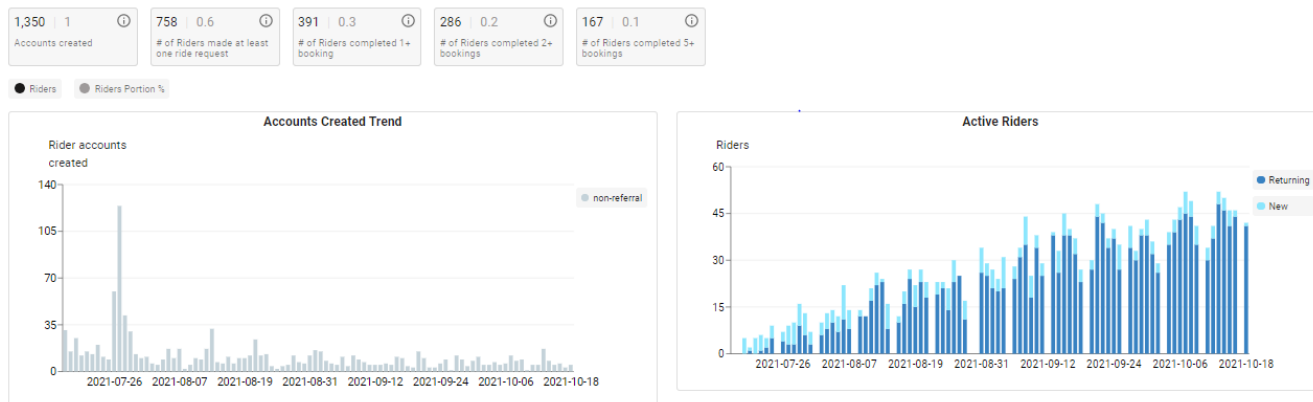 1,350 | 1
Accounts created
758 | 0.6
# of Riders made at least
one ride request
391 | 0.3
# of Riders completed 1+
booking
286 | 0.2
# of Riders completed 2+
bookings
167 | 0.1
# of Riders completed 5+
bookings
Riders
Riders Portion %
Accounts Created Trend
Rider accounts
created
140
105
70
35
0
2021-07-26 2021-08-07 2021-08-19 2021-08-31 2021-09-12 2021-09-24 2021-10-06 2021-10-18
non-referral
Active Riders
Riders
60
45
30
15
0
2021-07-26 2021-08-07 2021-08-19 2021-08-31 2021-09-12 2021-09-24 2021-10-06 2021-10-18
Returning
New